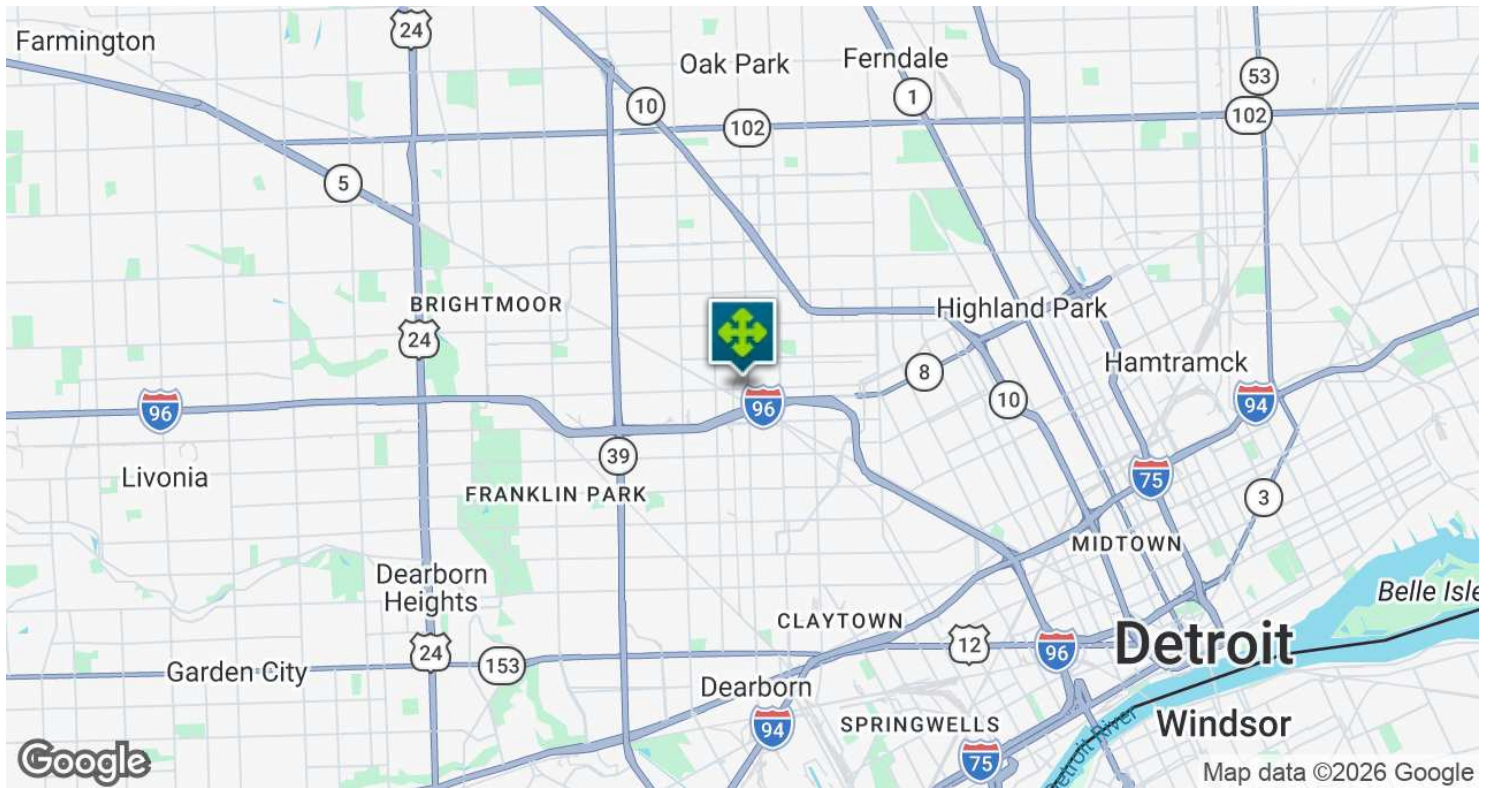 Farmington
24
Oak Park
Ferndale
53
10
1
102
102
5
BRIGHTMOOR
Highland Park
24
Hamtramck
8
96
96
10
94
Livonia
39
75
FRANKLIN PARK
3
MIDTOWN
Dearborn
Heights
Belle Isle
CLAYTOWN
24
153
12
96
Detroit
Garden City
Dearborn
94
SPRINGWELLS
Windsor
75
Detroit River
Google
Map data ©2026 Google